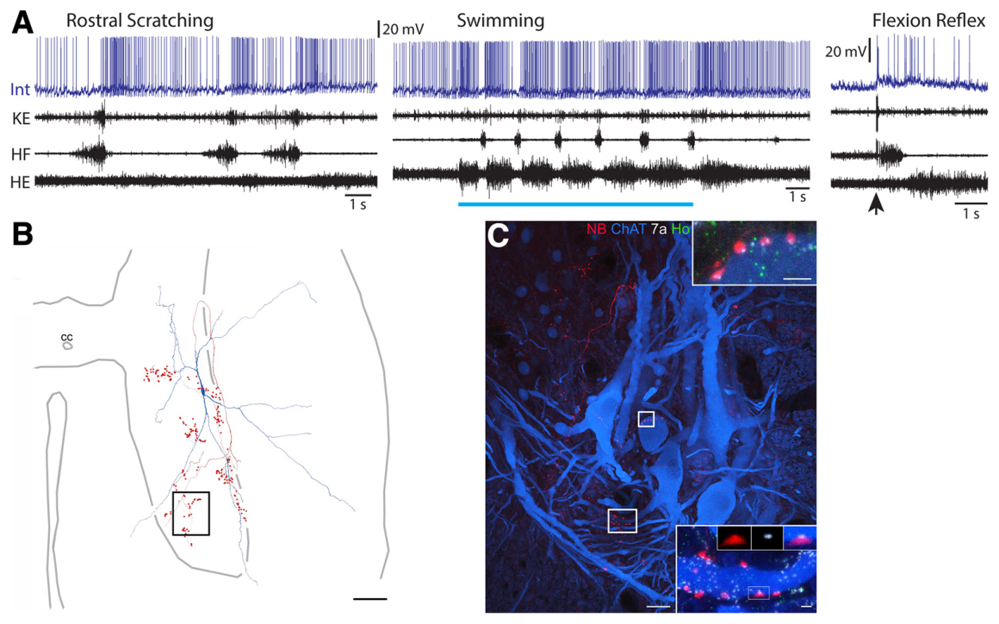 A
Rostral Scratching
Swimming
Flexion Reflex
20 mV
20 mV
Int
KE
HF
HE
1 s
1 s
1 s
B
cc
C
NB ChAT 7a Ho